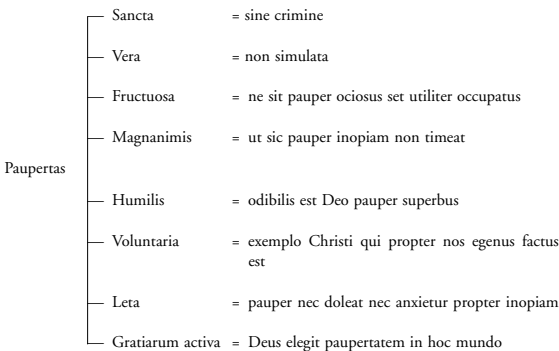 Sancta = sine crimine
Vera = non simulata
Fructuosa = ne sit pauper ociosus set utiliter occupatus
Magnanimis = ut sic pauper inopiam non timeat
Paupertas
Humilis = odibilis est Deo pauper superbus
Voluntaria = exemplo Christi qui propter nos egenus factus
est
Leta = pauper nec doleat nec anxietur propter inopiam
Gratiarum activa = Deus elegit paupertatem in hoc mundo